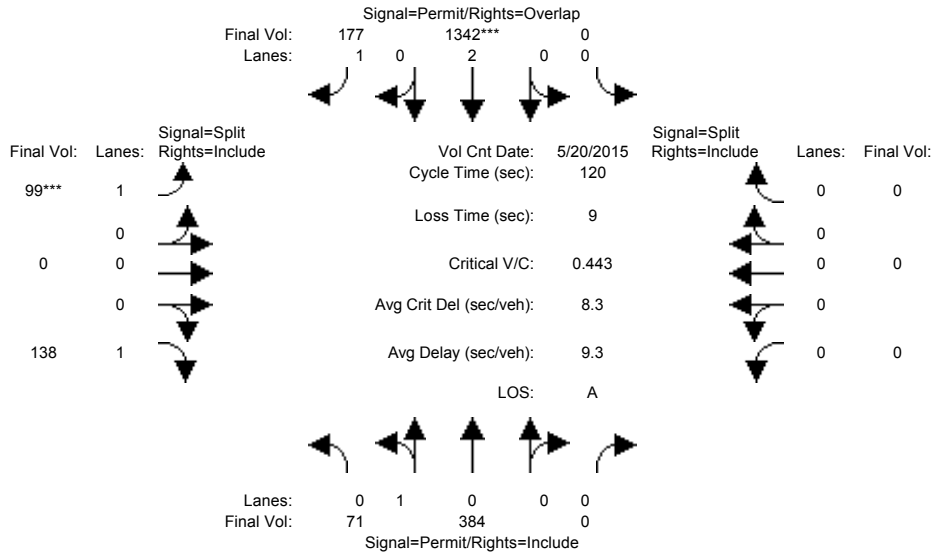 Signal=Permit/Rights=Overlap
Final Vol: 177 1342*** 0
Lanes: 1 0 2 0 0
Signal=Split Signal=Split
Final Vol: Lanes: Rights=Include Vol Cnt Date: 5/20/2015 Rights=Include Lanes: Final Vol:
Cycle Time (sec): 120
99*** 1 0 0
Loss Time (sec): 9
0 0
0 0 Critical V/C: 0.443 0 0
0 Avg Crit Del (sec/veh): 8.3 0
138 1 Avg Delay (sec/veh): 9.3 0 0
LOS: A
Lanes: 0 1 0 0 0
Final Vol: 71 384 0
Signal=Permit/Rights=Include